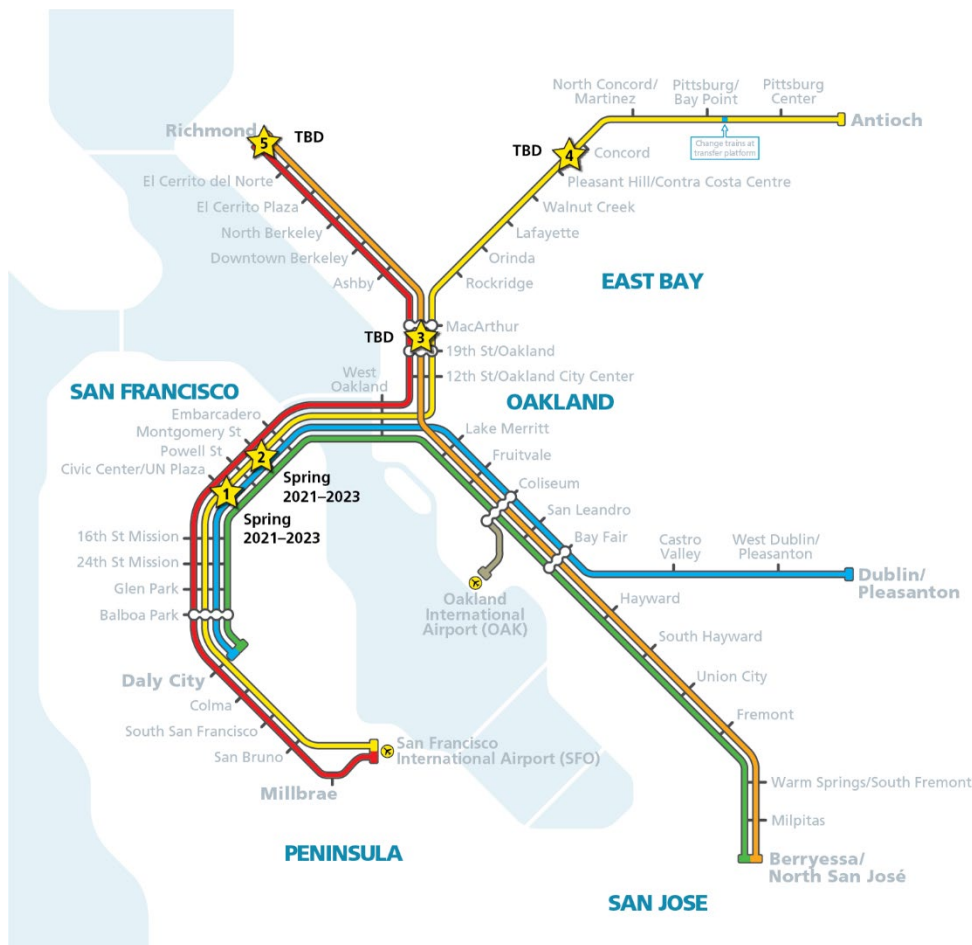 North Concord/
Martinez
Pittsburg/
Bay Point
Pittsburg
Center
Antioch
Change trains at
transfer platform
Richmond
5
TBD
TBD
4
Concord
Pleasant Hill/Contra Costa Centre
El Cerrito del Norte
El Cerrito Plaza
Walnut Creek
North Berkeley
Lafayette
Downtown Berkeley
Orinda
Ashby
Rockridge
EAST BAY
MacArthur
TBD
3
19th St/Oakland
12th St/Oakland City Center
West
Oakland
SAN FRANCISCO
OAKLAND
Embarcadero
Montgomery St
Powell St
Civic Center/UN Plaza
2
Spring
2021–2023
1
Spring
2021–2023
Lake Merritt
Fruitvale
Coliseum
San Leandro
Bay Fair
16th St Mission
24th St Mission
Glen Park
Balboa Park
Castro
Valley
West Dublin/
Pleasanton
Dublin/
Pleasanton
Oakland
International
Airport (OAK)
Hayward
South Hayward
Union City
Fremont
Daly City
Colma
South San Francisco
San Bruno
San Francisco
International Airport (SFO)
Millbrae
Warm Springs/South Fremont
Milpitas
PENINSULA
Berryessa/
North San José
SAN JOSE